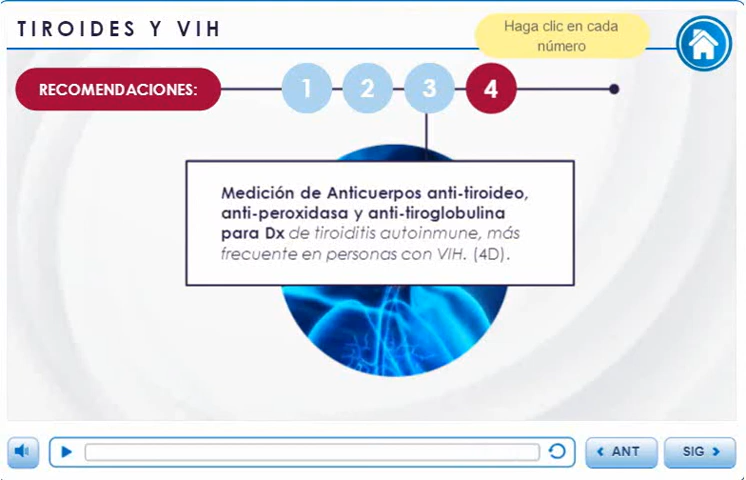 TIROIDES Y VIH
Haga clic en cada
número
RECOMENDACIONES:
1 2 3 4
Medición de Anticuerpos anti-tiroideo,
anti-peroxidasa y anti-tiroglobulina
para Dx de tiroiditis autoinmune, más
frecuente en personas con VIH. (4D).
ANT
SIG